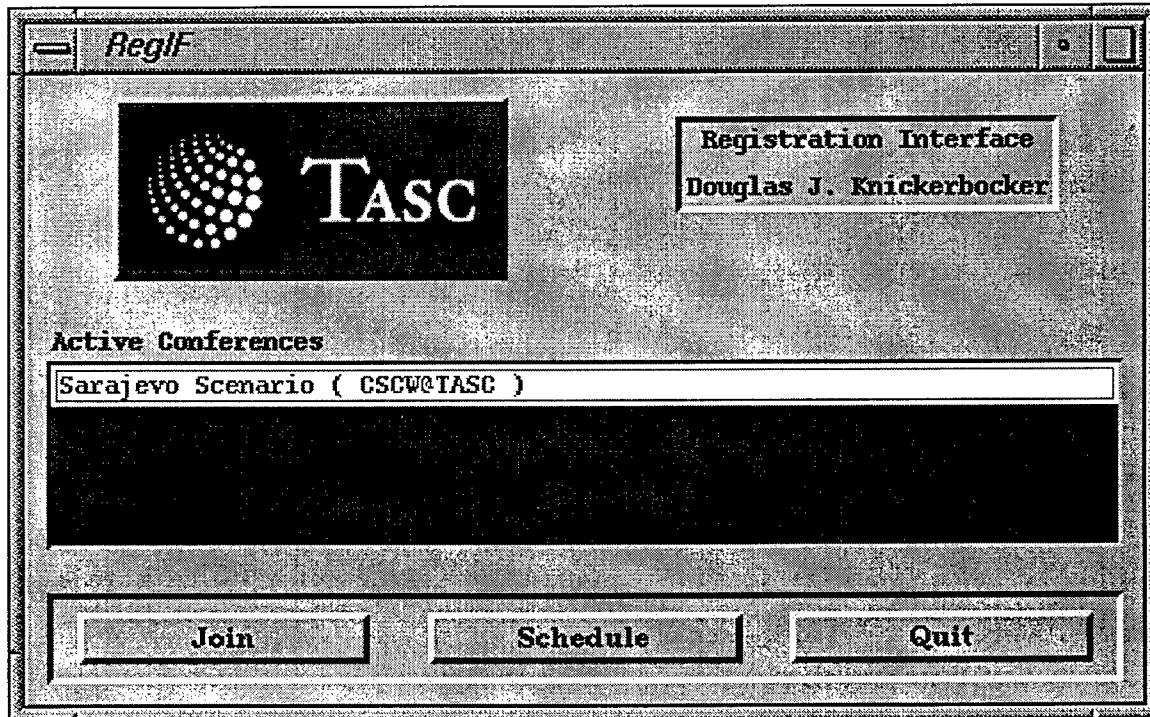 RegIF
TASC
Registration Interface
Douglas J. Knickerbocker
Active Conferences
Sarajevo Scenario ( CSCW@TASC )
Join Schedule Quit